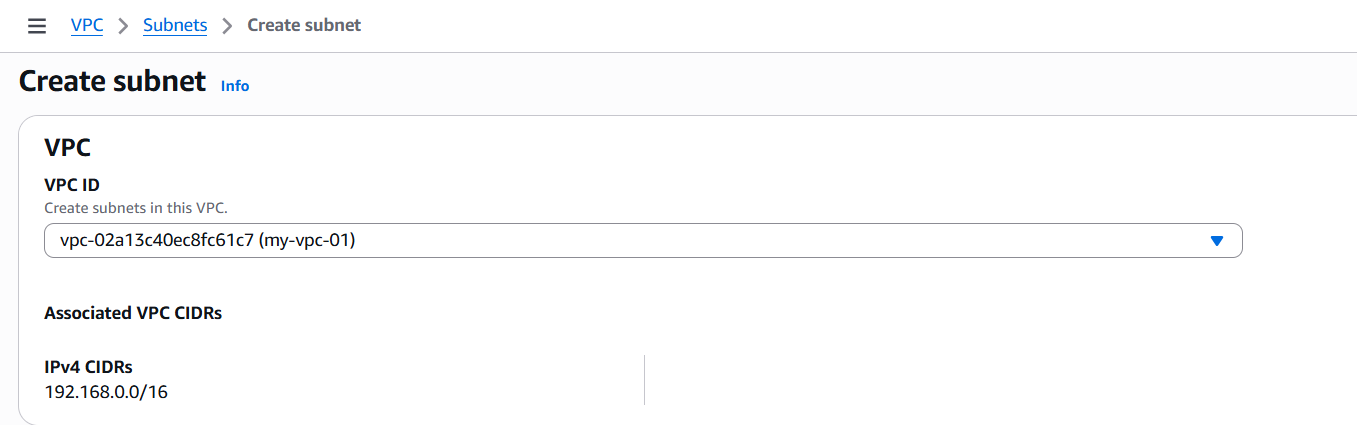 VPC > Subnets > Create subnet
Create subnet Info
VPC
VPC ID
Create subnets in this VPC.
vpc-02a13c40ec8fc61c7 (my-vpc-01)
Associated VPC CIDRs
IPv4 CIDRs
192.168.0.0/16